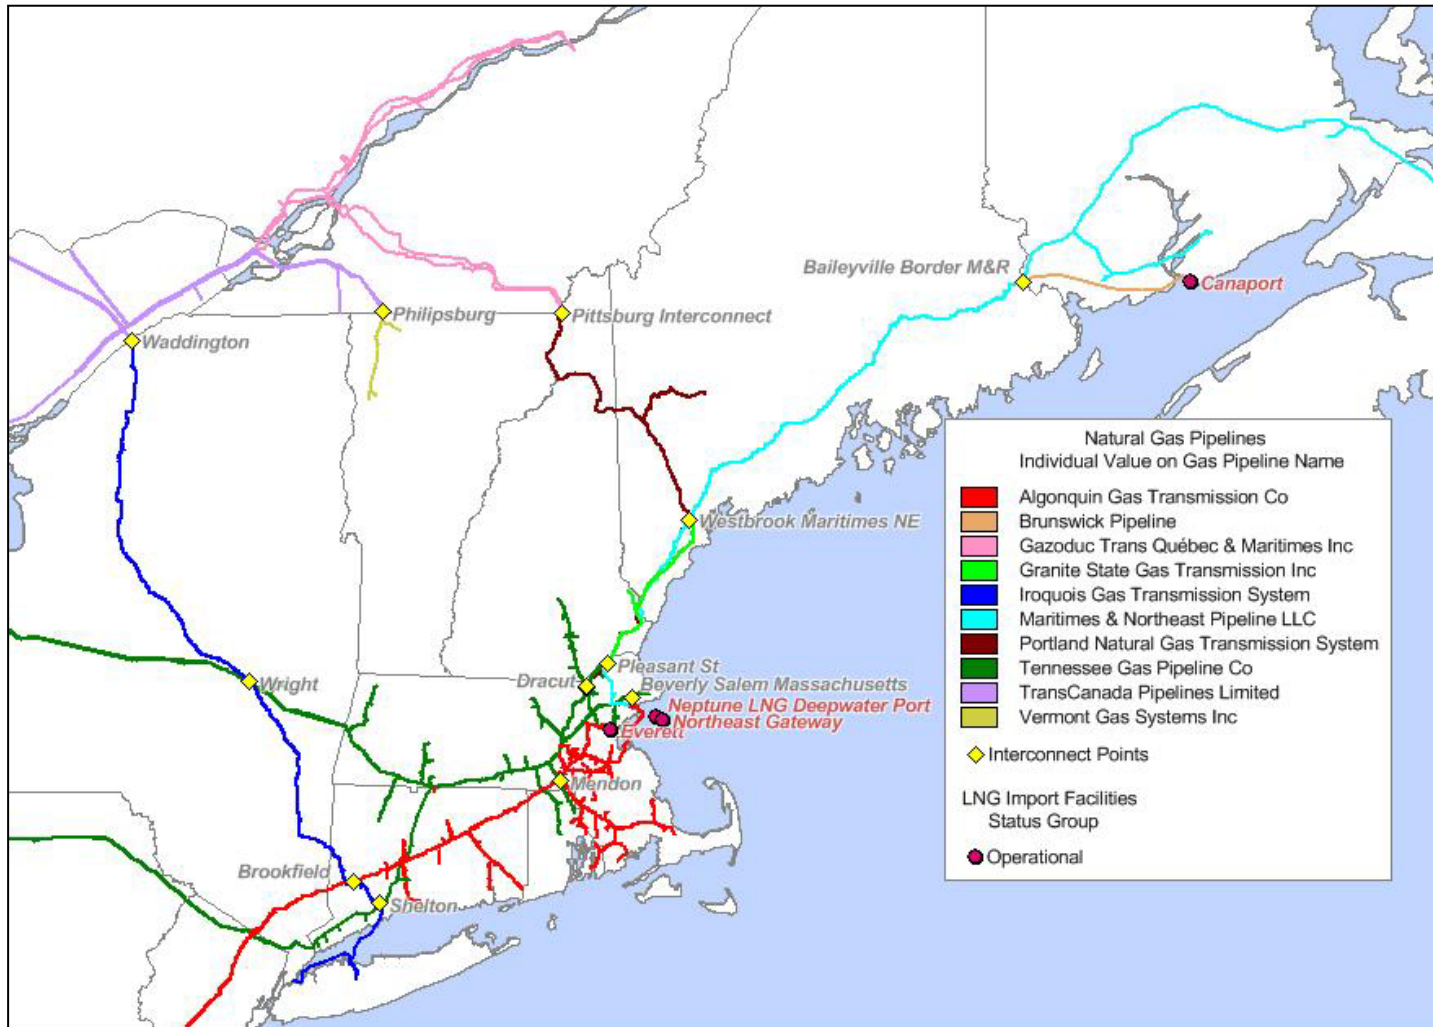 Baileyville Border M&R
Canaport
Philipsburg
Pittsburg Interconnect
Waddington
Natural Gas Pipelines
Individual Value on Gas Pipeline Name
Algonquin Gas Transmission Co
Brunswick Pipeline
Gazoduc Trans Québec & Maritimes Inc
Granite State Gas Transmission Inc
Iroquois Gas Transmission System
Maritimes & Northeast Pipeline LLC
Portland Natural Gas Transmission System
Tennessee Gas Pipeline Co
TransCanada Pipelines Limited
Vermont Gas Systems Inc
Interconnect Points
LNG Import Facilities
Status Group
Operational
Westbrook Maritimes NE
Pleasant St
Dracut
Beverly Salem Massachusetts
Wright
Neptune LNG Deepwater Port
Northeast Gateway
Everett
Mendon
Brookfield
Shelton